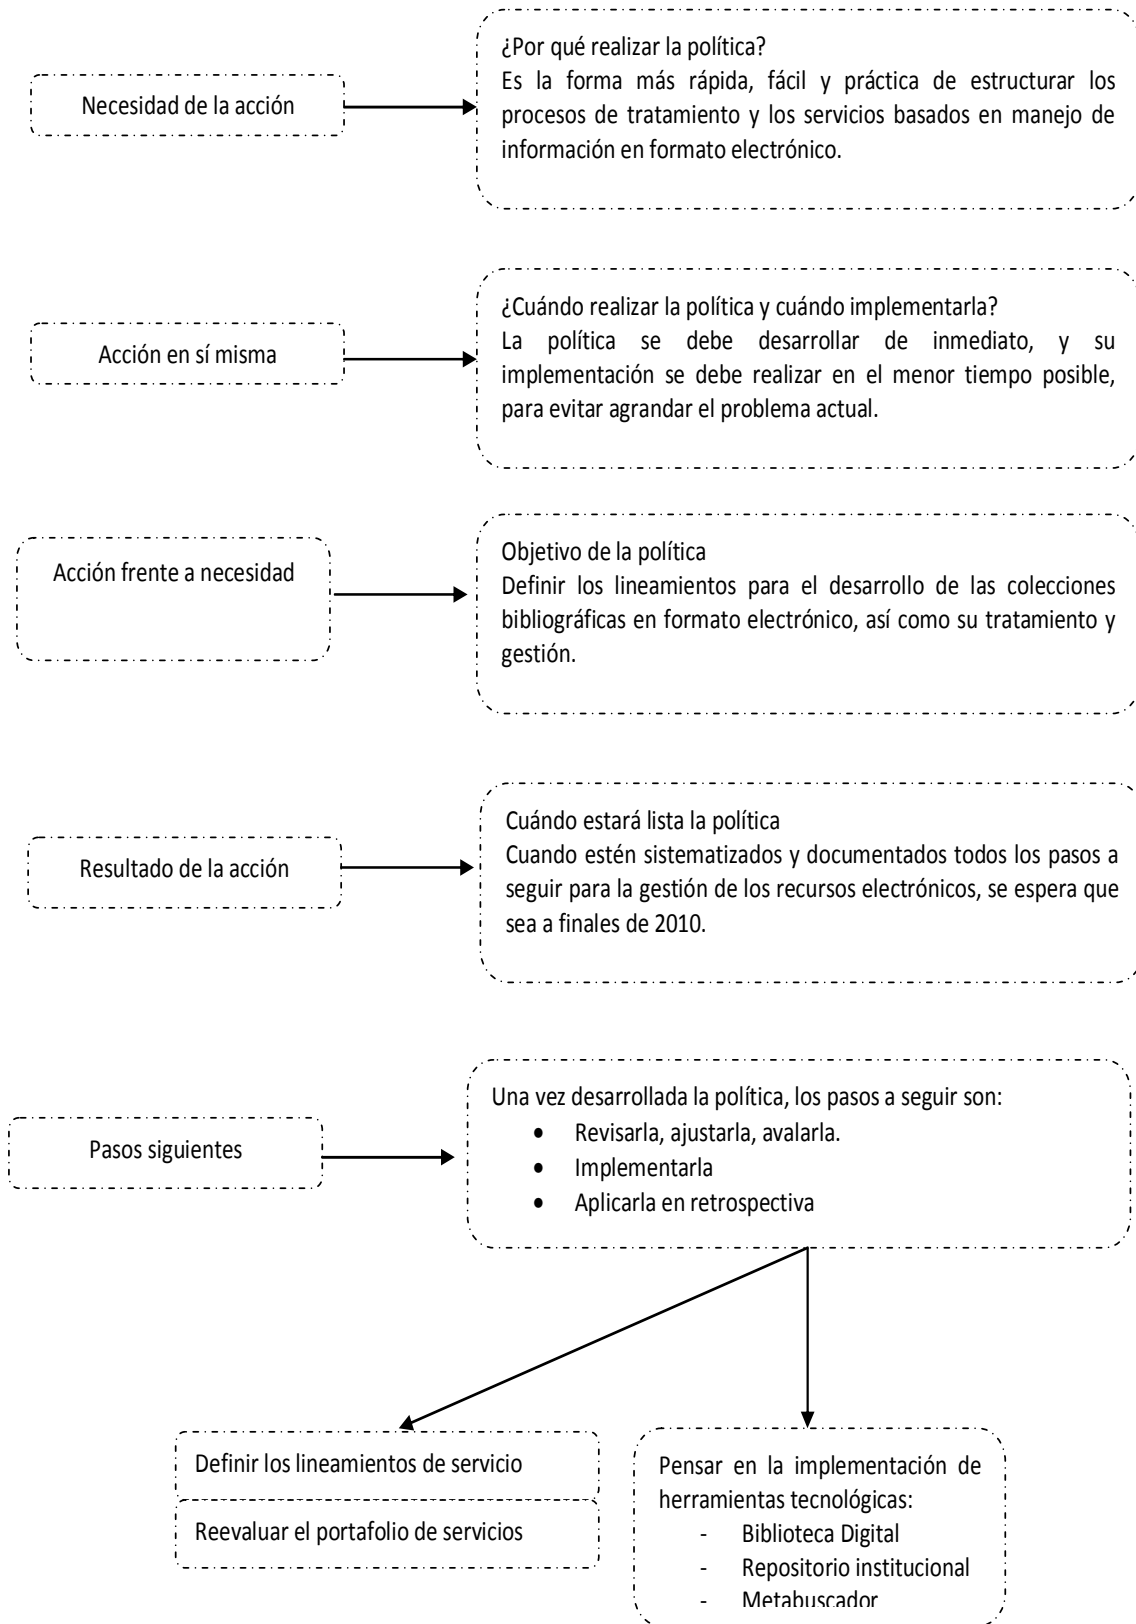 Necesidad de la acción
¿Por qué realizar la política?
Es la forma más rápida, fácil y práctica de estructurar los
procesos de tratamiento y los servicios basados en manejo de
información en formato electrónico.
Acción en sí misma
¿Cuándo realizar la política y cuándo implementarla?
La política se debe desarrollar de inmediato, y su
implementación se debe realizar en el menor tiempo posible,
para evitar agrandar el problema actual.
Acción frente a necesidad
Objetivo de la política
Definir los lineamientos para el desarrollo de las colecciones
bibliográficas en formato electrónico, así como su tratamiento y
gestión.
Resultado de la acción
Cuándo estará lista la política
Cuando estén sistematizados y documentados todos los pasos a
seguir para la gestión de los recursos electrónicos, se espera que
sea a finales de 2010.
Pasos siguientes
Una vez desarrollada la política, los pasos a seguir son:
• Revisarla, ajustarla, avalarla.
• Implementarla
• Aplicarla en retrospectiva
Definir los lineamientos de servicio
Reevaluar el portafolio de servicios
Pensar en la implementación de
herramientas tecnológicas:
- Biblioteca Digital
- Repositorio institucional
- Metabuscador